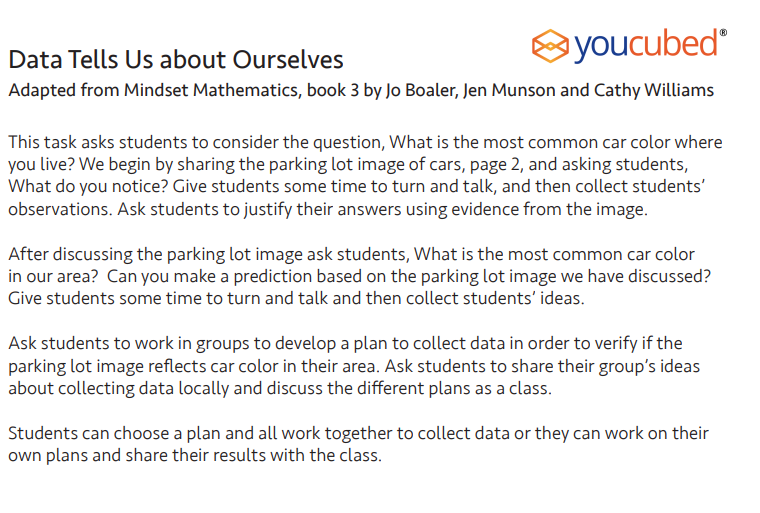 youcubed®
Data Tells Us about Ourselves
Adapted from Mindset Mathematics, book 3 by Jo Boaler, Jen Munson and Cathy Williams
This task asks students to consider the question, What is the most common car color where
you live? We begin by sharing the parking lot image of cars, page 2, and asking students,
What do you notice? Give students some time to turn and talk, and then collect students’
observations. Ask students to justify their answers using evidence from the image.
After discussing the parking lot image ask students, What is the most common car color
in our area?  Can you make a prediction based on the parking lot image we have discussed?
Give students some time to turn and talk and then collect students’ ideas.
Ask students to work in groups to develop a plan to collect data in order to verify if the
parking lot image reflects car color in their area. Ask students to share their group’s ideas
about collecting data locally and discuss the different plans as a class.
Students can choose a plan and all work together to collect data or they can work on their
own plans and share their results with the class.